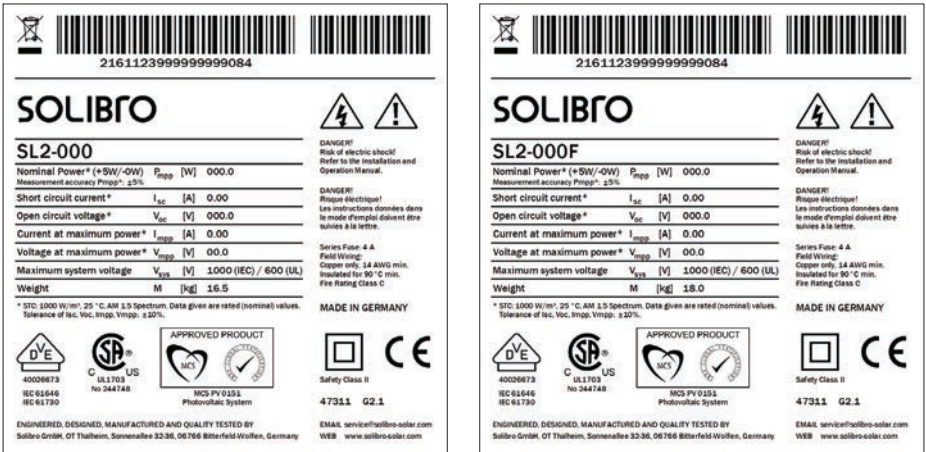 2161123999999999084
SOLIBRO
SL2-000
Nominal Power* (+5W/-0W) Pmpp [W] 000.0
Measurement accuracy Pmpp*: ±5%
Short circuit current* Isc [A] 0.00
Open circuit voltage* Voc [V] 000.0
Current at maximum power* Impp [A] 0.00
Voltage at maximum power* Vmpp [V] 00.0
Maximum system voltage Vsys [V] 1000 (IEC) / 600 (UL)
Weight M [kg] 16.5
* STC: 1000 W/m², 25 °C, AM 1.5 Spectrum. Data given are rated (nominal) values.
Tolerance of Isc, Voc, Impp, Vmpp: ±10%.
DANGER!
Risk of electric shock!
Refer to the Installation and
Operation Manual.
DANGER!
Risque électrique!
Les instructions données dans
le mode d'emploi doivent être
suivies à la lettre.
Series Fuse: 4 A
Field Wiring:
Copper only, 14 AWG min.
Insulated for 90 °C min.
Fire Rating Class C
MADE IN GERMANY
DVE
40026673
IEC 61646
IEC 61730
SA
C US
UL1703
No 244748
APPROVED PRODUCT
MCS
MCS PV 0151
Photovoltaic System
CE
Safety Class II
47311 G2.1
ENGINEERED, DESIGNED, MANUFACTURED AND QUALITY TESTED BY
Solibro GmbH, OT Thalheim, Sonnenallee 32-36, 06766 Bitterfeld-Wolfen, Germany
EMAIL service@solibro-solar.com
WEB www.solibro-solar.com
2161123999999999084
SOLIBRO
SL2-000F
Nominal Power* (+5W/-0W) Pmpp [W] 000.0
Measurement accuracy Pmpp*: ±5%
Short circuit current* Isc [A] 0.00
Open circuit voltage* Voc [V] 000.0
Current at maximum power* Impp [A] 0.00
Voltage at maximum power* Vmpp [V] 00.0
Maximum system voltage Vsys [V] 1000 (IEC) / 600 (UL)
Weight M [kg] 18.0
* STC: 1000 W/m², 25 °C, AM 1.5 Spectrum. Data given are rated (nominal) values.
Tolerance of Isc, Voc, Impp, Vmpp: ±10%.
DANGER!
Risk of electric shock!
Refer to the Installation and
Operation Manual.
DANGER!
Risque électrique!
Les instructions données dans
le mode d'emploi doivent être
suivies à la lettre.
Series Fuse: 4 A
Field Wiring:
Copper only, 14 AWG min.
Insulated for 90 °C min.
Fire Rating Class C
MADE IN GERMANY
DVE
40026673
IEC 61646
IEC 61730
SA
C US
UL1703
No 244748
APPROVED PRODUCT
MCS
MCS PV 0151
Photovoltaic System
CE
Safety Class II
47311 G2.1
ENGINEERED, DESIGNED, MANUFACTURED AND QUALITY TESTED BY
Solibro GmbH, OT Thalheim, Sonnenallee 32-36, 06766 Bitterfeld-Wolfen, Germany
EMAIL service@solibro-solar.com
WEB www.solibro-solar.com